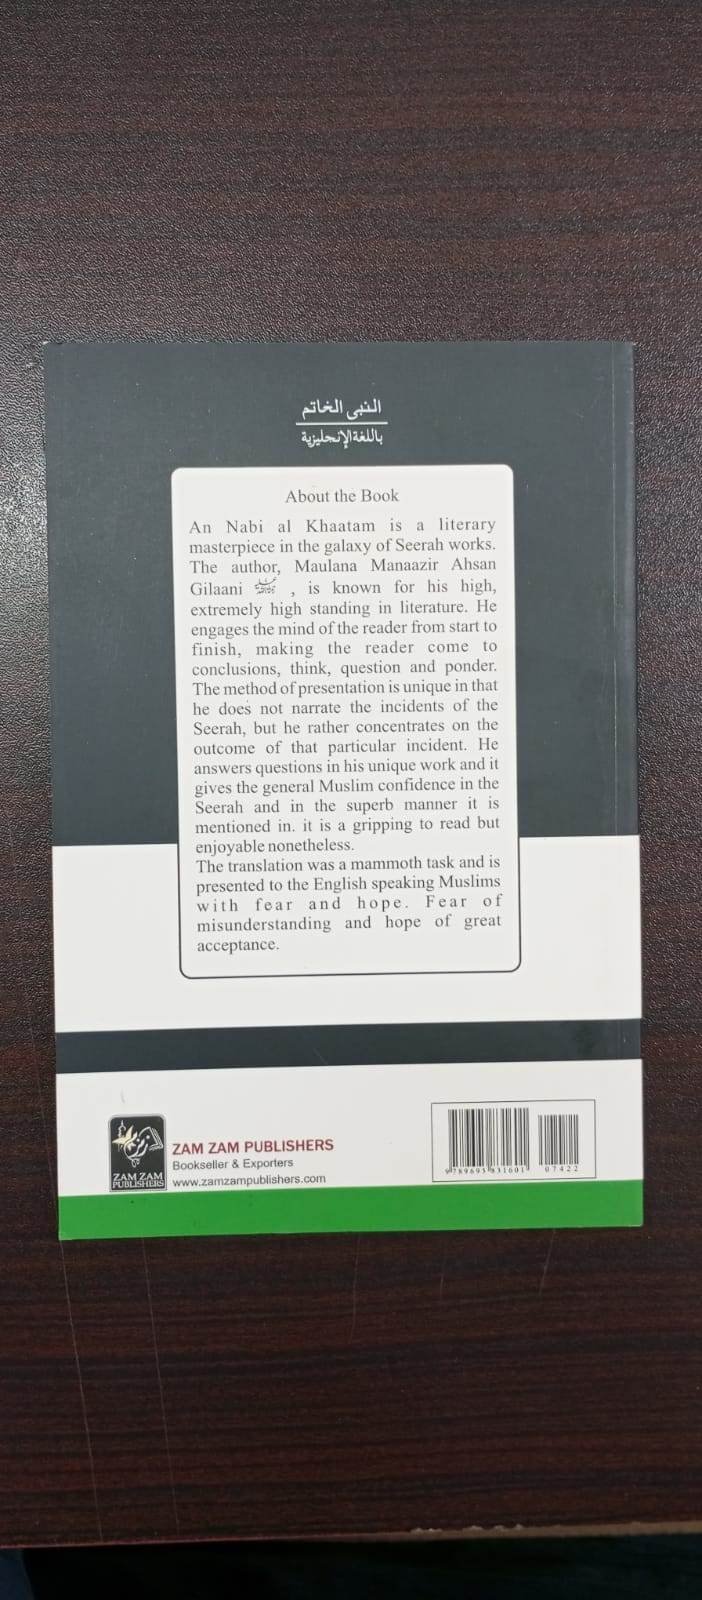 النبي الخاتم
باللغة الإنجليزية
About the Book
An Nabi al Khaatam is a literary
masterpiece in the galaxy of Seerah works.
The author, Maulana Manaazir Ahsan
Gilaani , is known for his high,
extremely high standing in literature. He
engages the mind of the reader from start to
finish, making the reader come to
conclusions, think, question and ponder.
The method of presentation is unique in that
he does not narrate the incidents of the
Seerah, but he rather concentrates on the
outcome of that particular incident. He
answers questions in his unique work and it
gives the general Muslim confidence in the
Seerah and in the superb manner it is
mentioned in. it is a gripping to read but
enjoyable nonetheless.
The translation was a mammoth task and is
presented to the English speaking Muslims
with fear and hope. Fear of
misunderstanding and hope of great
acceptance.
ZAM ZAM PUBLISHERS
Bookseller & Exporters
www.zamzampublishers.com
ZAM ZAM
PUBLISHERS
9789695831601
07422